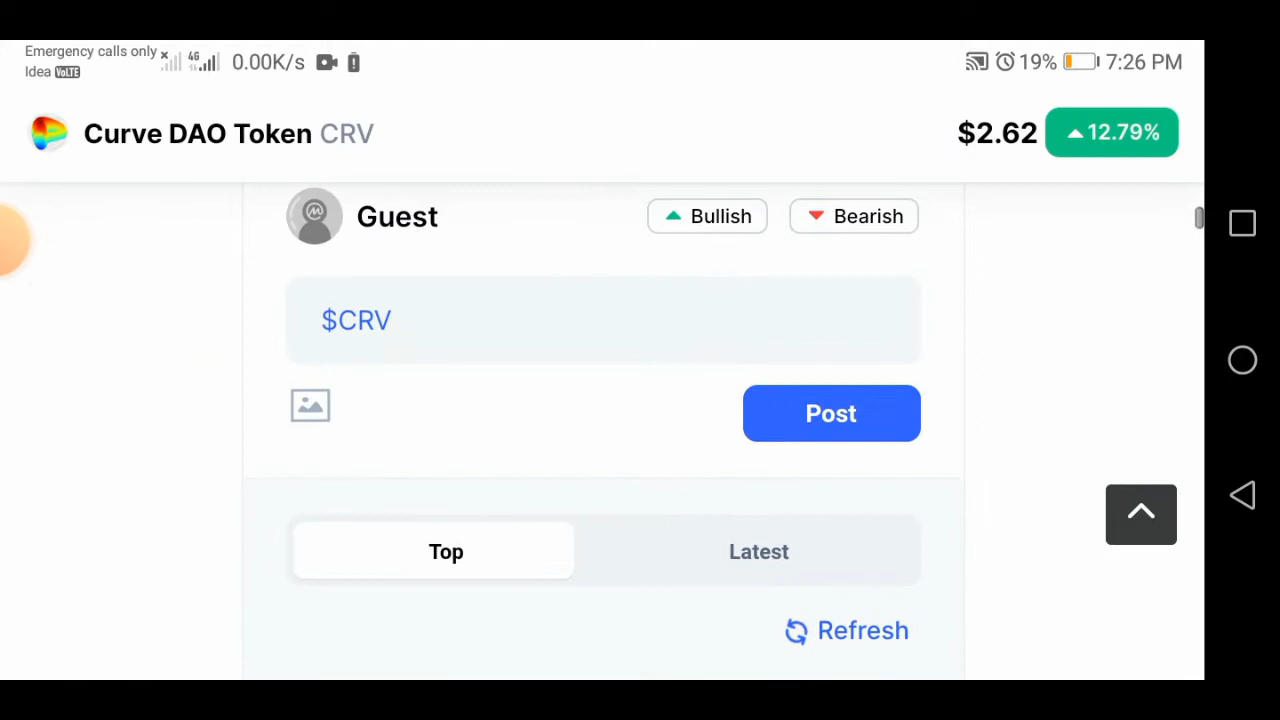 Emergency calls only
Idea VoLTE
4G
0.00K/s
19%
7:26 PM
Curve DAO Token CRV
$2.62
12.79%
Guest
Bullish
Bearish
$CRV
Post
Top
Latest
Refresh